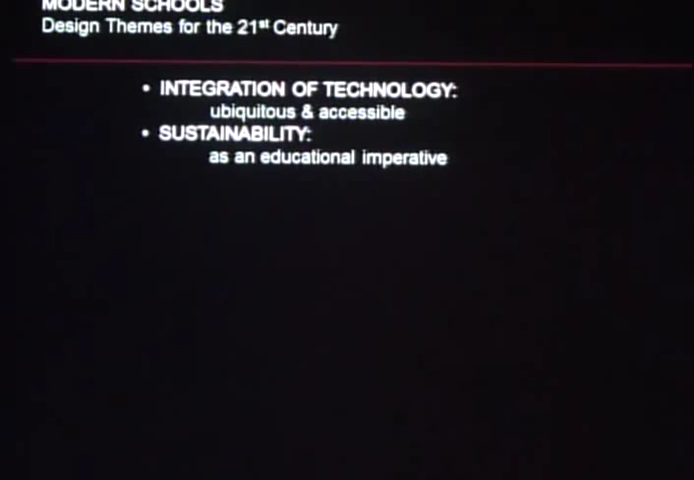 MODERN SCHOOLS
Design Themes for the 21st Century
• INTEGRATION OF TECHNOLOGY:
ubiquitous & accessible
• SUSTAINABILITY:
as an educational imperative